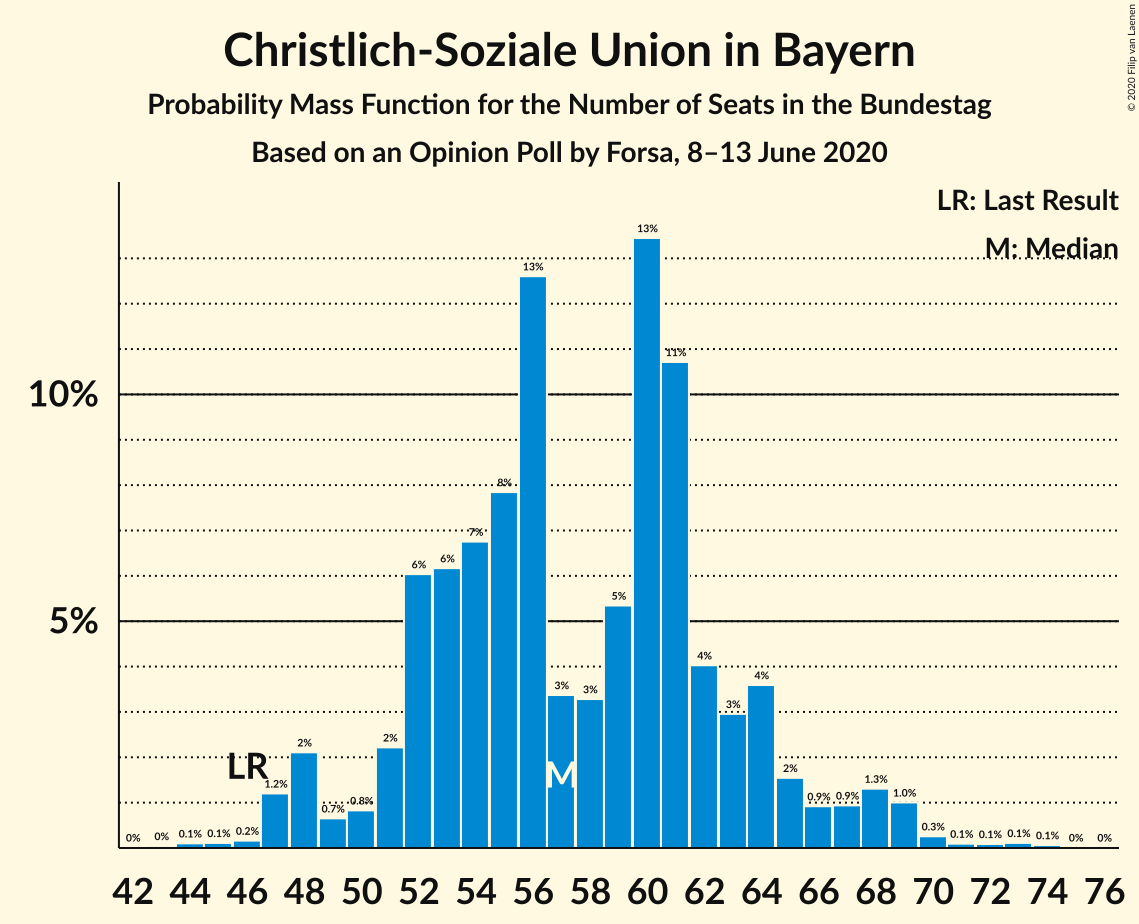 © 2020 Filip van Laenen
Christlich-Soziale Union in Bayern
Probability Mass Function for the Number of Seats in the Bundestag
Based on an Opinion Poll by Forsa, 8–13 June 2020
LR: Last Result
M: Median
10%
5%
0% 0% 0.1% 0.1% 0.2% 1.2% 2% 0.7% 0.8% 2% 6% 6% 7% 8% 13% 3% 3% 5% 13% 11% 4% 3% 4% 2% 0.9% 0.9% 1.3% 1.0% 0.3% 0.1% 0.1% 0.1% 0.1% 0% 0%
LR
M
42 44 46 48 50 52 54 56 58 60 62 64 66 68 70 72 74 76